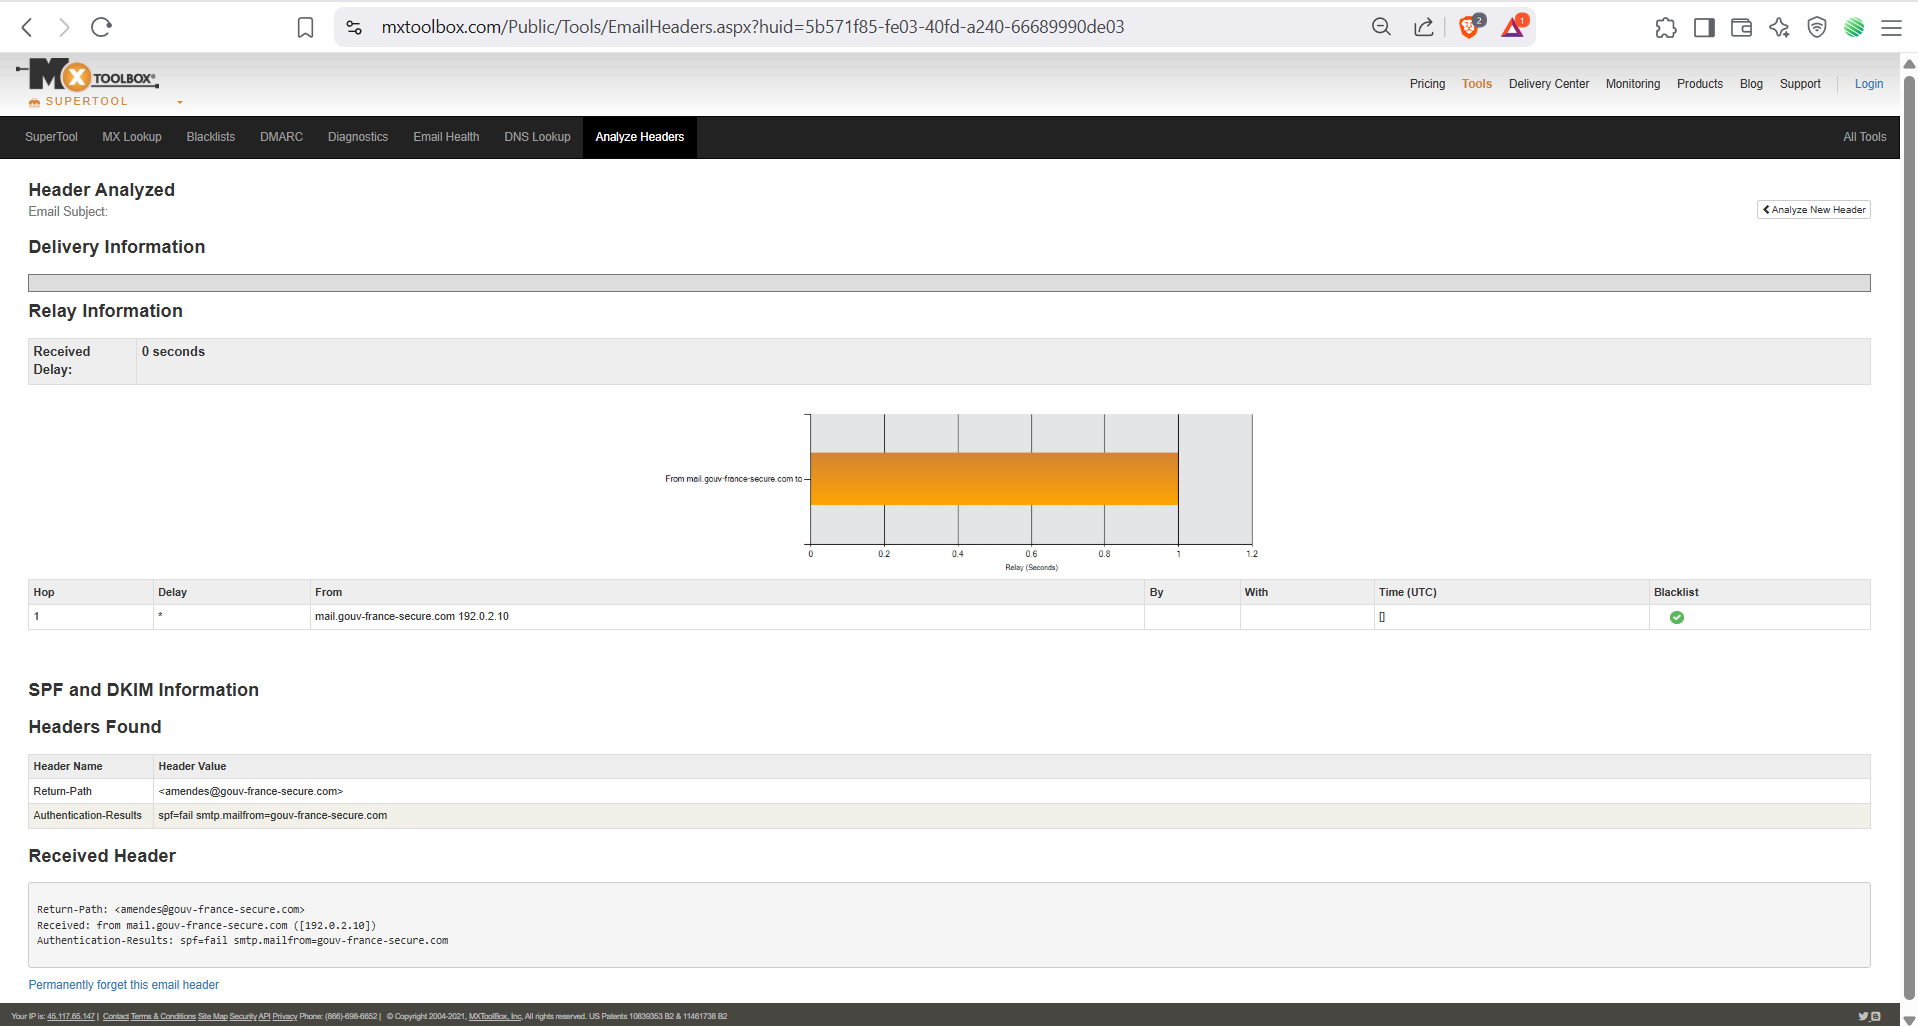 mxtoolbox.com/Public/Tools/EmailHeaders.aspx?huid=5b571f85-fe03-40fd-a240-66689990de03
2
1
MX TOOLBOX®
SUPERTOOL
Pricing Tools Delivery Center Monitoring Products Blog Support Login
SuperTool MX Lookup Blacklists DMARC Diagnostics Email Health DNS Lookup Analyze Headers All Tools
Header Analyzed
Email Subject:
Analyze New Header
Delivery Information
Relay Information
Received Delay: 0 seconds
From mail.gouv-france-secure.com to
0 0.2 0.4 0.6 0.8 1 1.2
Relay (Seconds)
Hop Delay From By With Time (UTC) Blacklist
1 * mail.gouv-france-secure.com 192.0.2.10 []
SPF and DKIM Information
Headers Found
Header Name Header Value
Return-Path <amendes@gouv-france-secure.com>
Authentication-Results spf=fail smtp.mailfrom=gouv-france-secure.com
Received Header
Return-Path: <amendes@gouv-france-secure.com>
Received: from mail.gouv-france-secure.com ([192.0.2.10])
Authentication-Results: spf=fail smtp.mailfrom=gouv-france-secure.com
Permanently forget this email header
Your IP is: 45.117.65.147 | Contact Terms & Conditions Site Map Security API Privacy Phone: (866)-698-6652 | © Copyright 2004-2021, MXToolBox, Inc, All rights reserved. US Patents 10839353 B2 & 11461738 B2